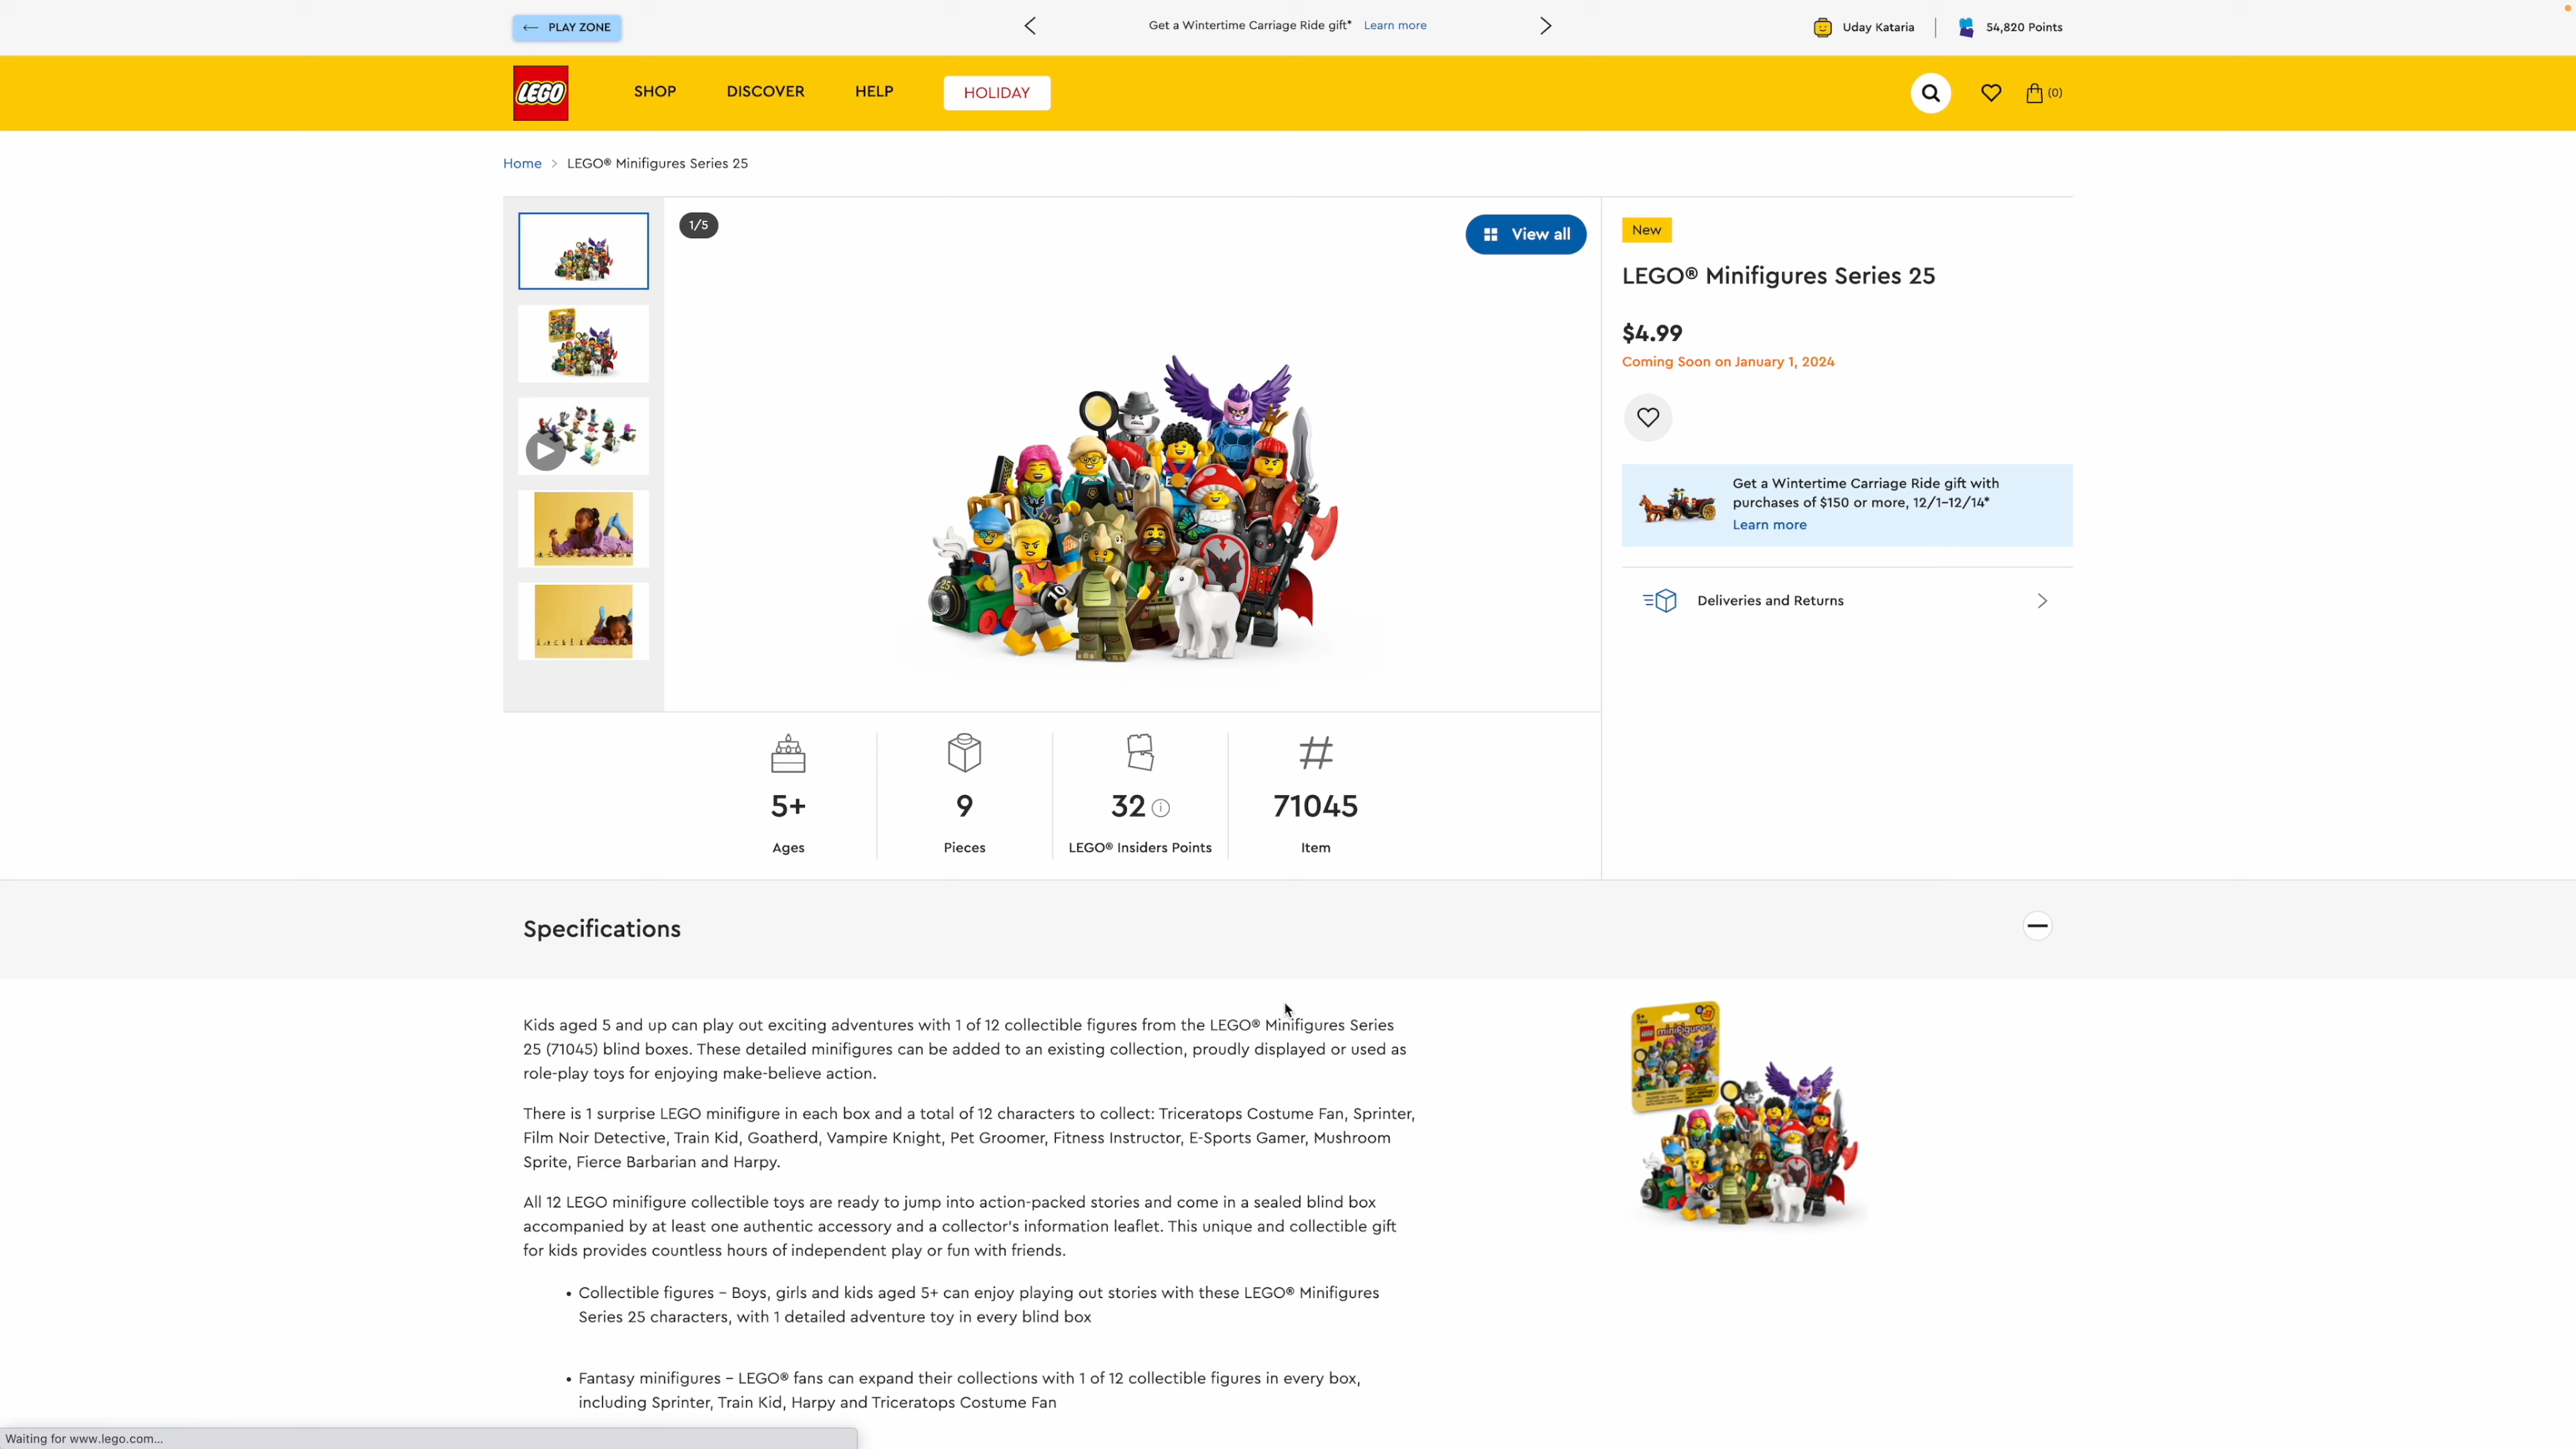 PLAY ZONE
Get a Wintertime Carriage Ride gift* Learn more
Uday Kataria
54,820 Points
LEGO
SHOP
DISCOVER
HELP
HOLIDAY
(0)
Home > LEGO® Minifigures Series 25
1/5
View all
New
LEGO® Minifigures Series 25
$4.99
Coming Soon on January 1, 2024
Get a Wintertime Carriage Ride gift with
purchases of $150 or more, 12/1-12/14*
Learn more
Deliveries and Returns
5+
Ages
9
Pieces
32
LEGO® Insiders Points
71045
Item
Specifications
Kids aged 5 and up can play out exciting adventures with 1 of 12 collectible figures from the LEGO® Minifigures Series
25 (71045) blind boxes. These detailed minifigures can be added to an existing collection, proudly displayed or used as
role-play toys for enjoying make-believe action.
There is 1 surprise LEGO minifigure in each box and a total of 12 characters to collect: Triceratops Costume Fan, Sprinter,
Film Noir Detective, Train Kid, Goatherd, Vampire Knight, Pet Groomer, Fitness Instructor, E-Sports Gamer, Mushroom
Sprite, Fierce Barbarian and Harpy.
All 12 LEGO minifigure collectible toys are ready to jump into action-packed stories and come in a sealed blind box
accompanied by at least one authentic accessory and a collector's information leaflet. This unique and collectible gift
for kids provides countless hours of independent play or fun with friends.
• Collectible figures – Boys, girls and kids aged 5+ can enjoy playing out stories with these LEGO® Minifigures
Series 25 characters, with 1 detailed adventure toy in every blind box
• Fantasy minifigures – LEGO® fans can expand their collections with 1 of 12 collectible figures in every box,
including Sprinter, Train Kid, Harpy and Triceratops Costume Fan
5+
LEGO minifigures
25
10
Waiting for www.lego.com...